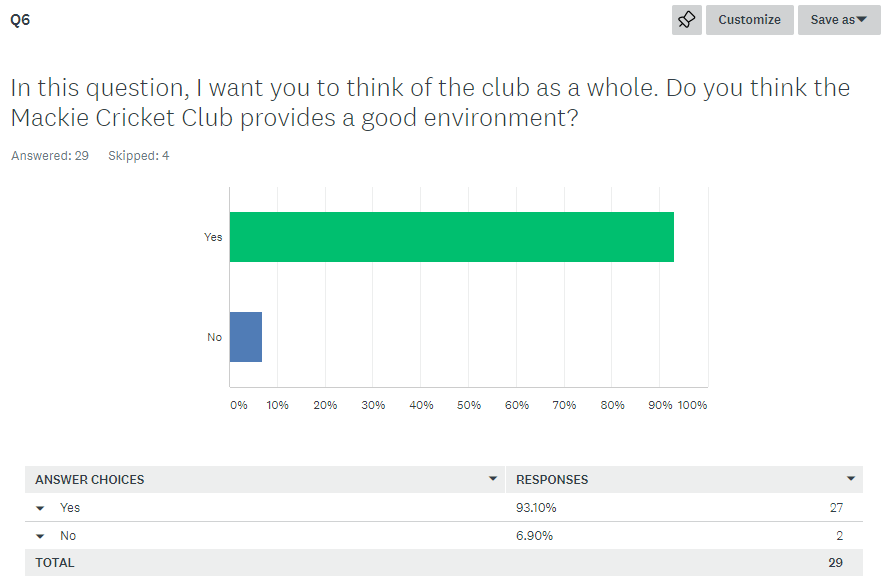 Q6
Customize
Save as
In this question, I want you to think of the club as a whole. Do you think the
Mackie Cricket Club provides a good environment?
Answered: 29 Skipped: 4
Yes
No
0% 10% 20% 30% 40% 50% 60% 70% 80% 90% 100%
ANSWER CHOICES RESPONSES
Yes 93.10% 27
No 6.90% 2
TOTAL 29